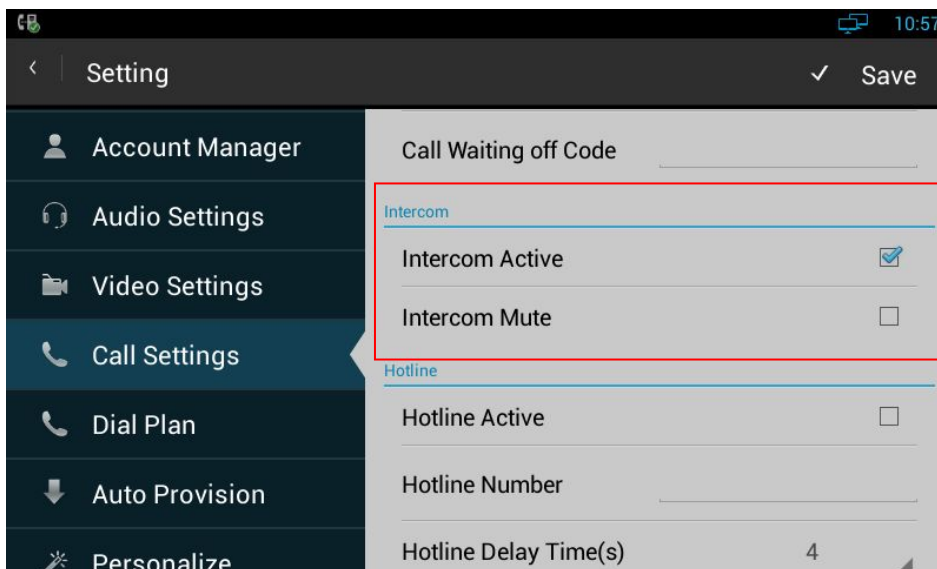 10:57
Setting
Save
Account Manager
Audio Settings
Video Settings
Call Settings
Dial Plan
Auto Provision
Personalize
Call Waiting off Code
Intercom
Intercom Active
Intercom Mute
Hotline
Hotline Active
Hotline Number
Hotline Delay Time(s) 4